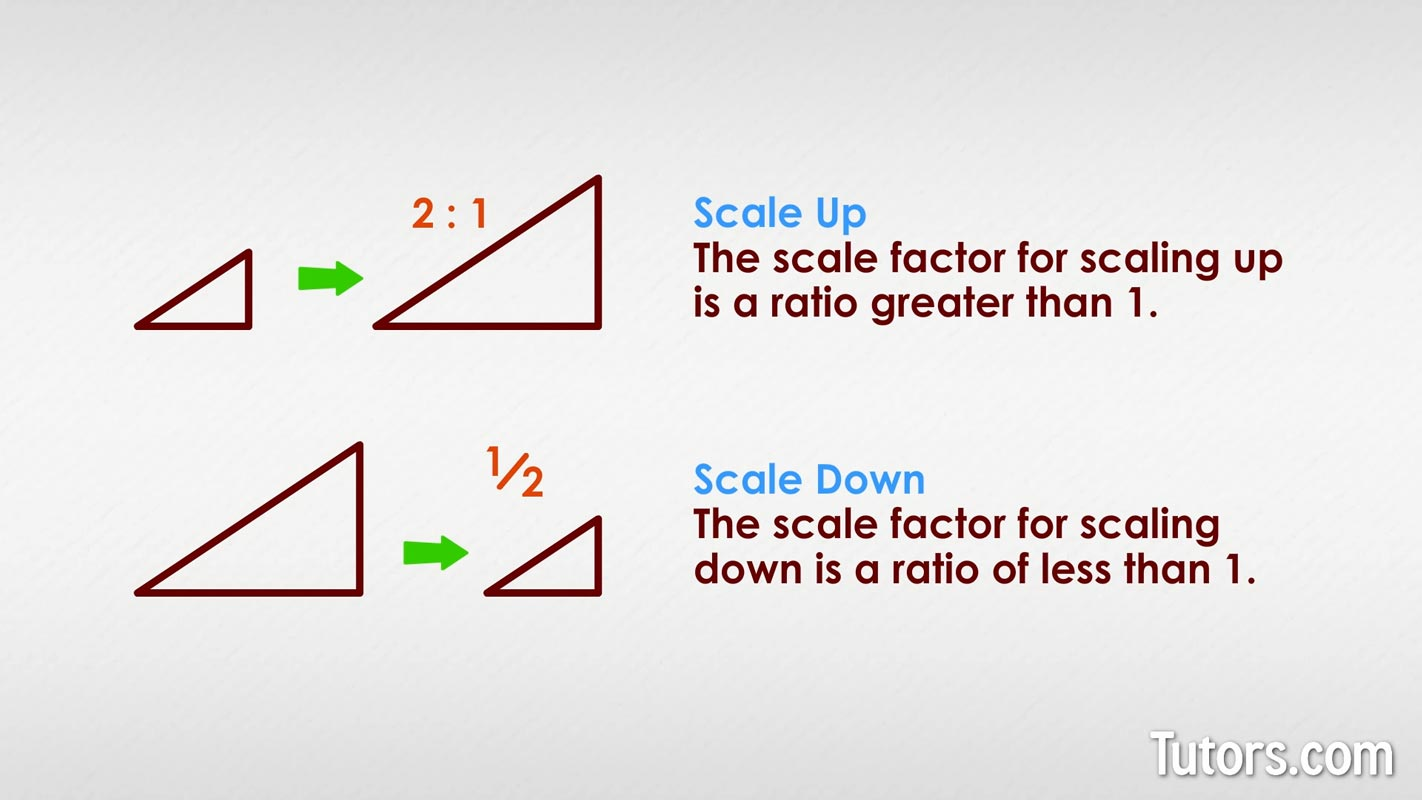 2 : 1
Scale Up
The scale factor for scaling up
is a ratio greater than 1.
1/2
Scale Down
The scale factor for scaling
down is a ratio of less than 1.
Tutors.com